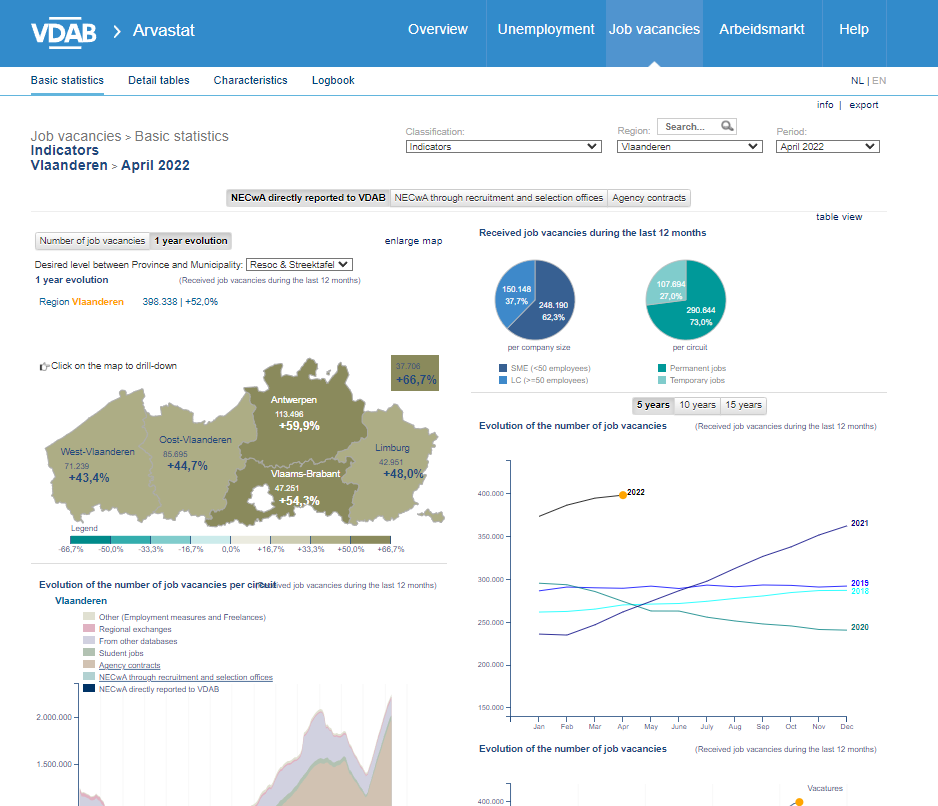 VDAB
Arvastat
Overview
Unemployment
Job vacancies
Arbeidsmarkt
Help
Basic statistics
Detail tables
Characteristics
Logbook
NL | EN
info | export
Job vacancies > Basic statistics
Indicators
Vlaanderen > April 2022
Classification:
Indicators
Region:
Search...
Vlaanderen
Period:
April 2022
NECwA directly reported to VDAB
NECwA through recruitment and selection offices
Agency contracts
table view
Number of job vacancies
1 year evolution
enlarge map
Desired level between Province and Municipality:
Resoc & Streektafel
1 year evolution
(Received job vacancies during the last 12 months)
Region Vlaanderen
398.338 | +52,0%
Click on the map to drill-down
37.708
+66,7%
Antwerpen
113.496
+59,9%
Oost-Vlaanderen
85.695
+44,7%
West-Vlaanderen
71.239
+43,4%
Limburg
42.951
+48,0%
Vlaams-Brabant
47.251
+54,3%
Legend
-66,7%
-50,0%
-33,3%
-16,7%
0,0%
+16,7%
+33,3%
+50,0%
+66,7%
Evolution of the number of job vacancies per circuit
(Received job vacancies during the last 12 months)
Vlaanderen
Other (Employment measures and Freelances)
Regional exchanges
From other databases
Student jobs
Agency contracts
NECwA through recruitment and selection offices
NECwA directly reported to VDAB
2.000.000
1.500.000
Received job vacancies during the last 12 months
150.148
37,7%
248.190
62,3%
per company size
SME (<50 employees)
LC (>=50 employees)
107.694
27,0%
290.644
73,0%
per circuit
Permanent jobs
Temporary jobs
5 years
10 years
15 years
Evolution of the number of job vacancies
(Received job vacancies during the last 12 months)
400.000
350.000
300.000
250.000
200.000
150.000
2022
2021
2019
2018
2020
Jan
Feb
Mar
Apr
May
June
July
Aug
Sep
Oct
Nov
Dec
Evolution of the number of job vacancies
(Received job vacancies during the last 12 months)
Vacatures
400.000